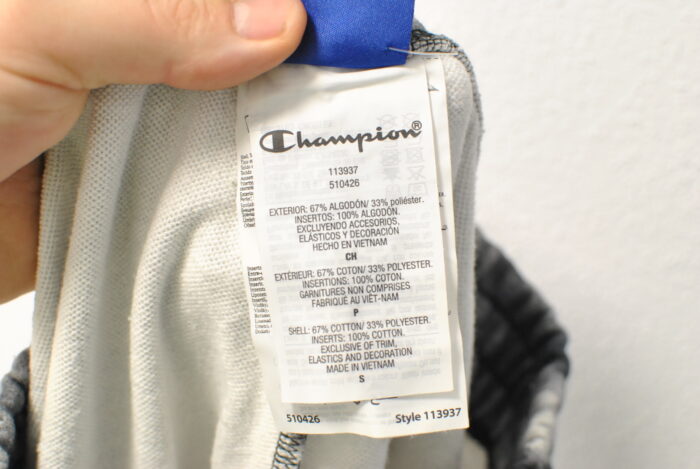 Champion®
113937
510426
EXTERIOR: 67% ALGODÓN/ 33% poliéster.
INSERTOS: 100% ALGODÓN.
EXCLUYENDO ACCESORIOS,
ELÁSTICOS Y DECORACIÓN
HECHO EN VIETNAM
CH
EXTÉRIEUR: 67% COTON/ 33% POLYESTER.
INSERTIONS: 100% COTON.
GARNITURES NON COMPRISES
FABRIQUÉ AU VIÊT-NAM
P
SHELL: 67% COTTON/ 33% POLYESTER.
INSERTS: 100% COTTON.
EXCLUSIVE OF TRIM,
ELASTICS AND DECORATION
MADE IN VIETNAM
S
510426 Style 113937